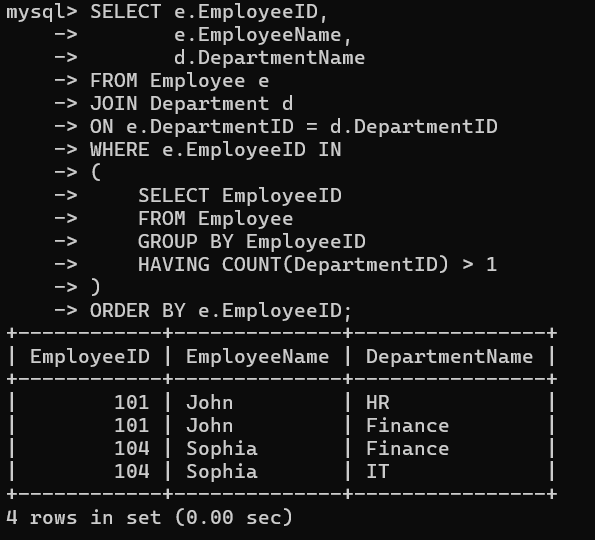 mysql> SELECT e.EmployeeID,
    ->        e.EmployeeName,
    ->        d.DepartmentName
    -> FROM Employee e
    -> JOIN Department d
    -> ON e.DepartmentID = d.DepartmentID
    -> WHERE e.EmployeeID IN
    -> (
    ->     SELECT EmployeeID
    ->     FROM Employee
    ->     GROUP BY EmployeeID
    ->     HAVING COUNT(DepartmentID) > 1
    -> )
    -> ORDER BY e.EmployeeID;
+------------+--------------+----------------+
| EmployeeID | EmployeeName | DepartmentName |
+------------+--------------+----------------+
|        101 | John         | HR             |
|        101 | John         | Finance        |
|        104 | Sophia       | Finance        |
|        104 | Sophia       | IT             |
+------------+--------------+----------------+
4 rows in set (0.00 sec)